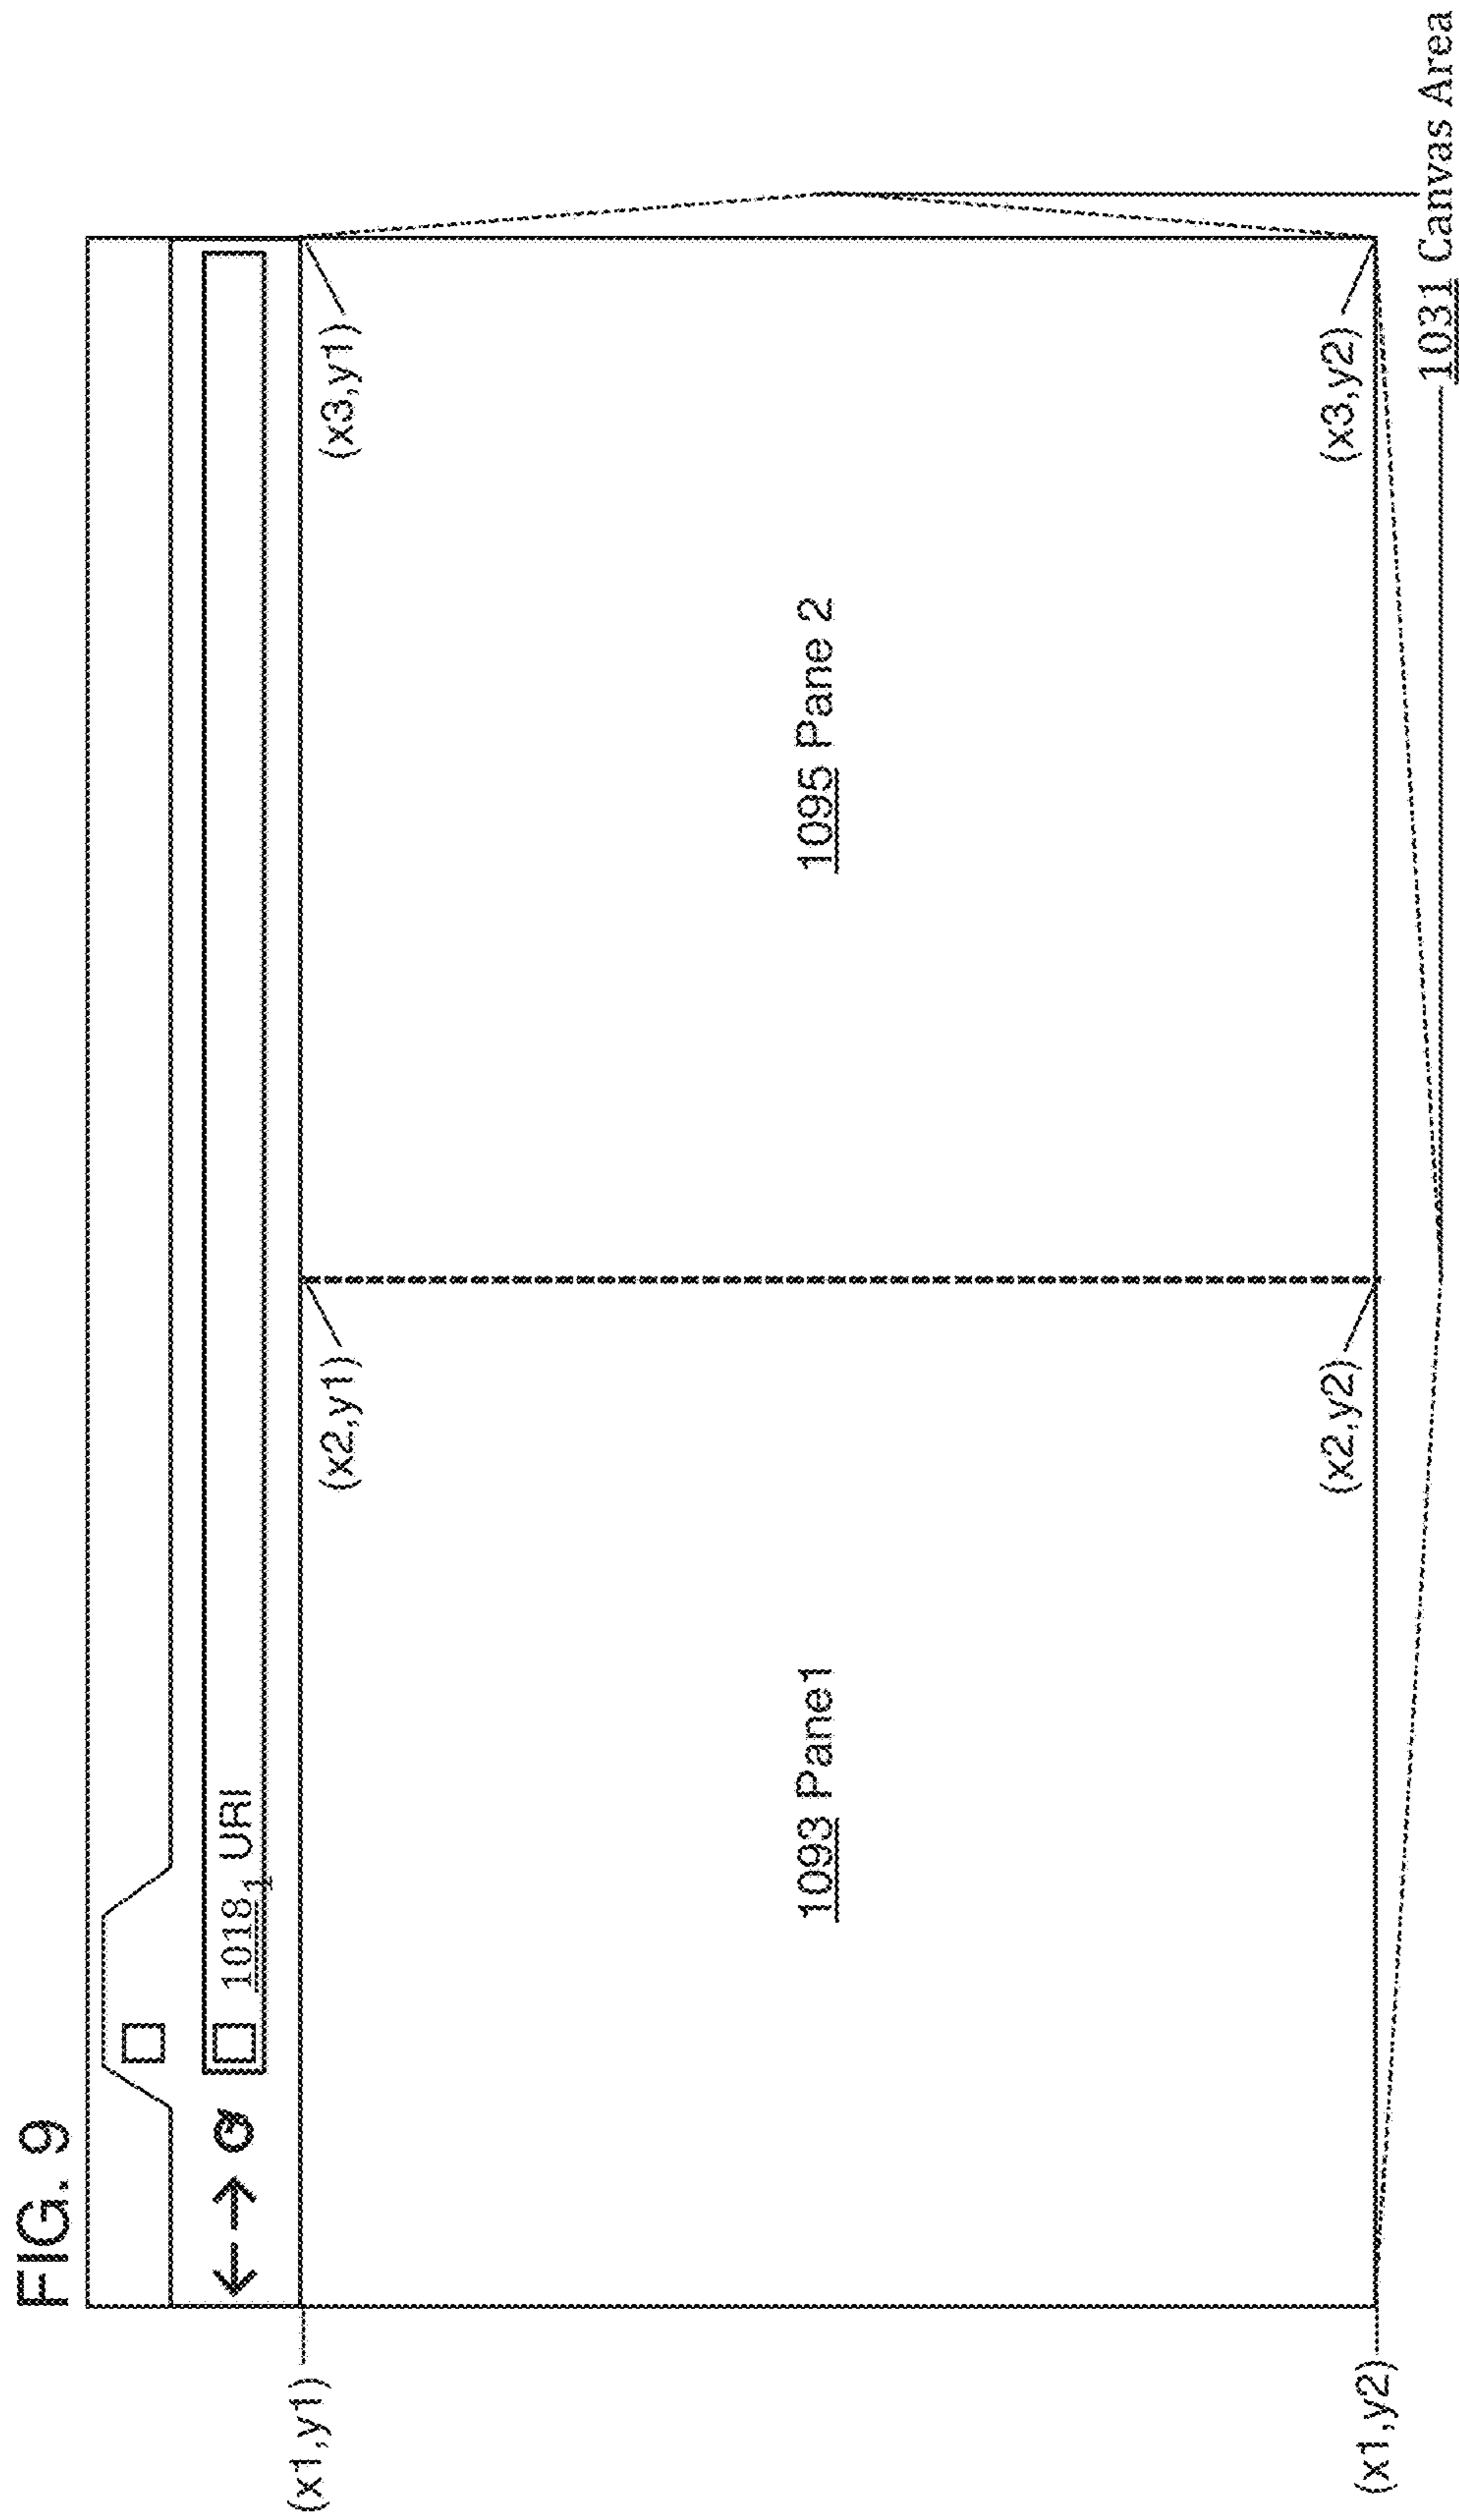 FIG. 9
1018₁ URI
(x1,y1)
(x2,y1)
(x3,y1)
1093 Pane1
1095 Pane 2
(x1,y2)
(x2,y2)
(x3,y2)
1031 Canvas Area